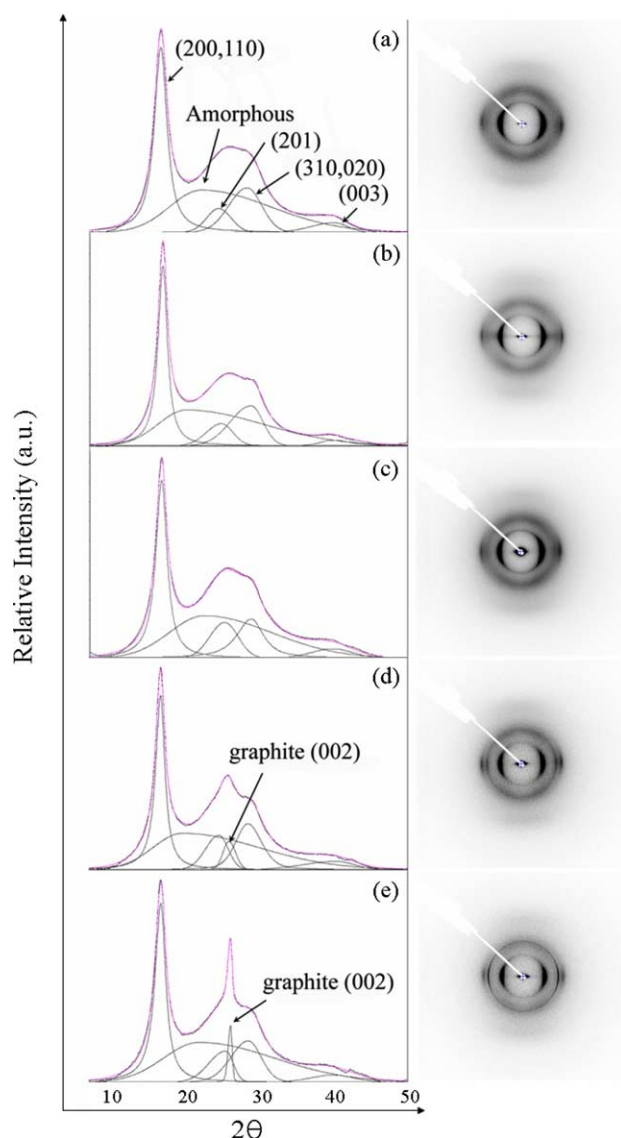 (a)
(200,110)
Amorphous
(201)
(310,020)
(003)
(b)
(c)
(d)
graphite (002)
(e)
graphite (002)
10 20 30 40 50
2Θ
Relative Intensity (a.u.)